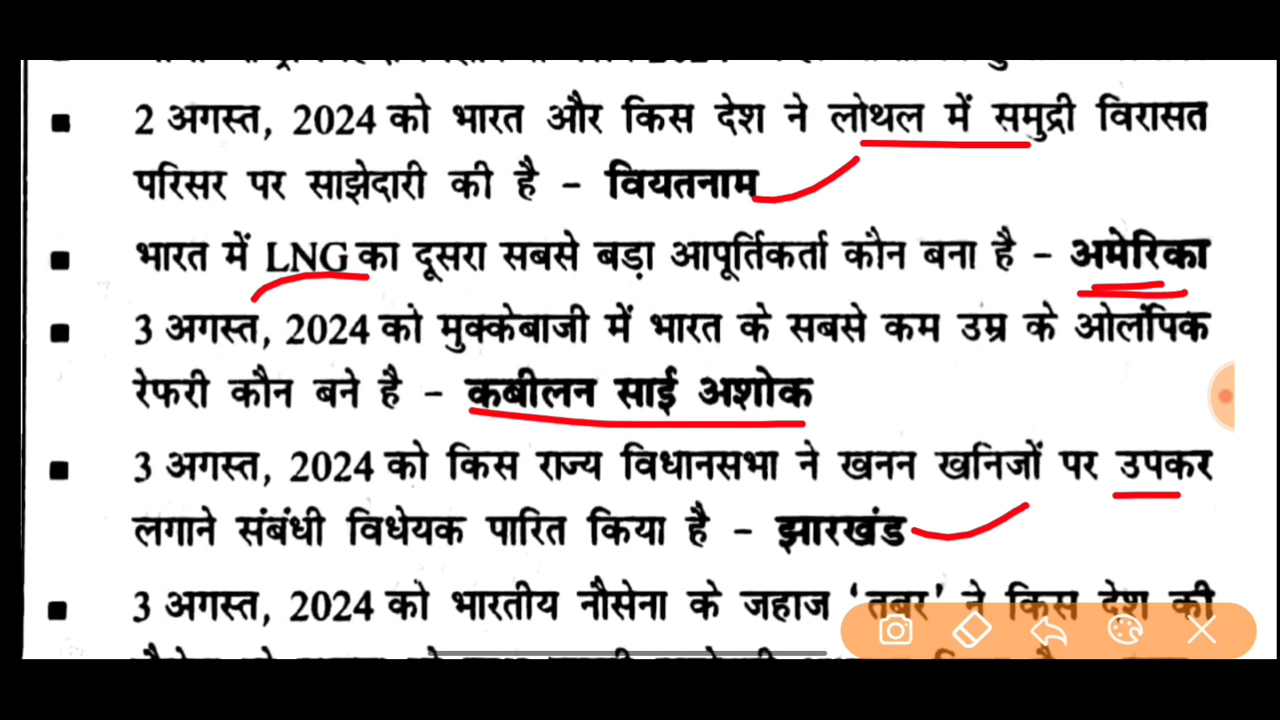 2 अगस्त, 2024 को भारत और किस देश ने लोथल में समुद्री विरासत
परिसर पर साझेदारी की है – वियतनाम
भारत में LNG का दूसरा सबसे बड़ा आपूर्तिकर्ता कौन बना है – अमेरिका
3 अगस्त, 2024 को मुक्केबाजी में भारत के सबसे कम उम्र के ओलंपिक
रेफरी कौन बने है – कबीलन साई अशोक
3 अगस्त, 2024 को किस राज्य विधानसभा ने खनन खनिजों पर उपकर
लगाने संबंधी विधेयक पारित किया है – झारखंड
3 अगस्त, 2024 को भारतीय नौसेना के जहाज ‘तबर’ ने किस देश की